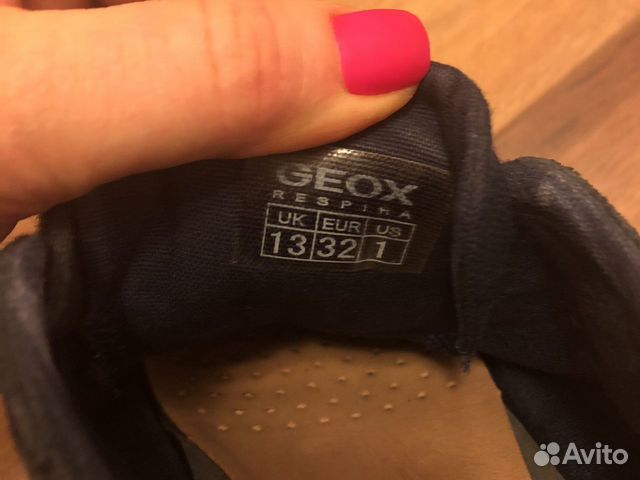 GEOX
RESPIRA
UK EUR US
13 32 1
Avito